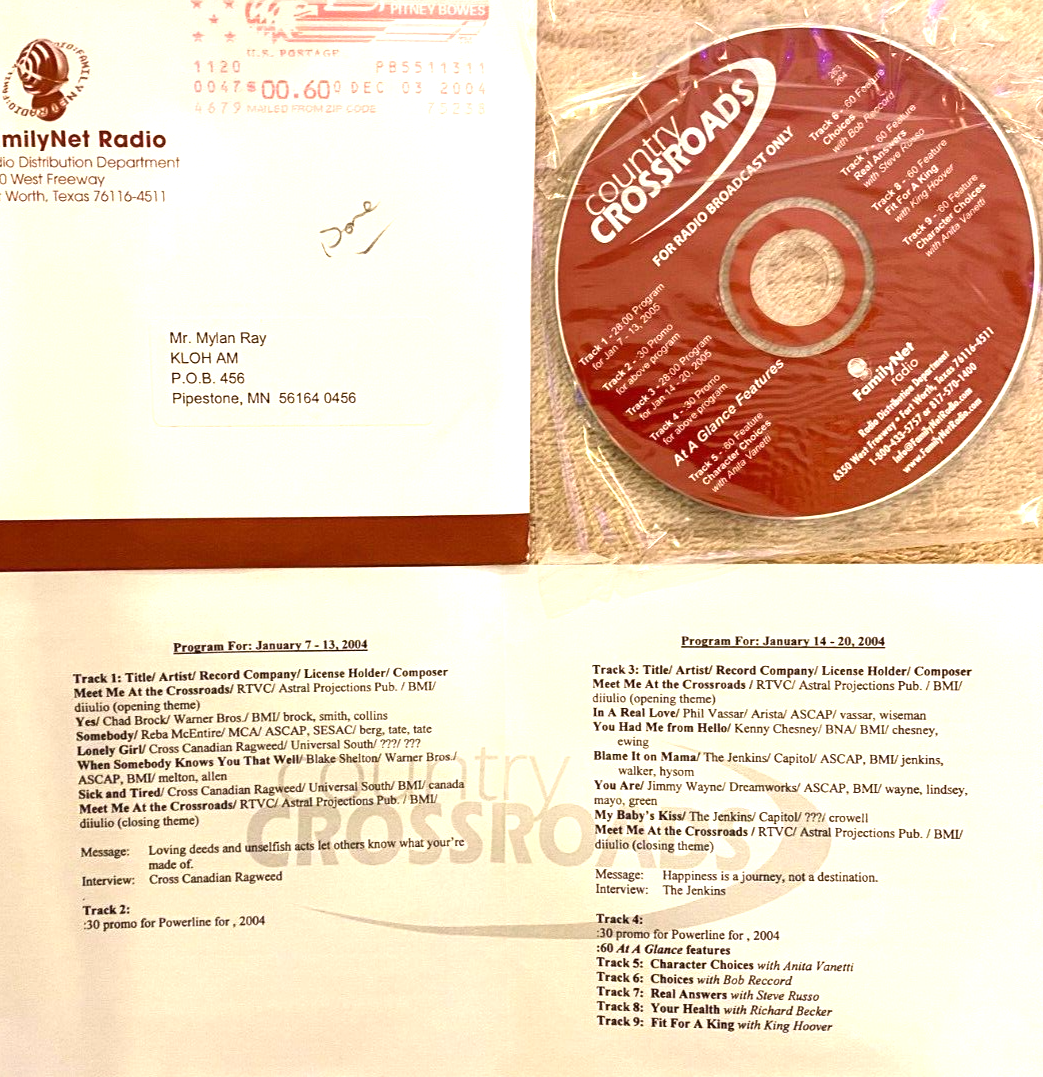 PITNEY BOWES
U.S. POSTAGE
1120 PB5511311
0047 $ 00.60 0 DEC 03 2004
4679 MAILED FROM ZIP CODE
milyNet Radio
dio Distribution Department
0 West Freeway
Worth, Texas 76116-4511
Done
Mr. Mylan Ray
KLOH AM
P.O.B. 456
Pipestone, MN 56164 0456
country
CROSSROADS
FOR RADIO BROADCAST ONLY
263
264
Track 6 - :60 Feature
Choices
with Bob Reccord
Track 7 - :60 Feature
Real Answers
with Steve Russo
Track 8 - :60 Feature
Fit For A King
with King Hoover
Track 9 - :60 Feature
Character Choices
with Anita Vanetti
Track 1 - 28:00 Program
for Jan 7 - 13, 2005
Track 2 - :30 Promo
for above program
Track 3 - 28:00 Program
for Jan 14 - 20, 2005
Track 4 - :30 Promo
for above program
At A Glance Features
Track 5 - :60 Feature
Character Choices
with Anita Vanetti
FamilyNet
radio
Radio Distribution Department
6350 West Freeway • Fort Worth, Texas 76116-4511
1-800-433-5757 or 817-570-1400
info@FamilyNetRadio.com
www.FamilyNetRadio.com
country
CROSSROADS
Program For: January 7 - 13, 2004
Track 1: Title/ Artist/ Record Company/ License Holder/ Composer
Meet Me At the Crossroads/ RTVC/ Astral Projections Pub. / BMI/
diiulio (opening theme)
Yes/ Chad Brock/ Warner Bros./ BMI/ brock, smith, collins
Somebody/ Reba McEntire/ MCA/ ASCAP, SESAC/ berg, tate, tate
Lonely Girl/ Cross Canadian Ragweed/ Universal South/ ???/ ???
When Somebody Knows You That Well/ Blake Shelton/ Warner Bros./
ASCAP, BMI/ melton, allen
Sick and Tired/ Cross Canadian Ragweed/ Universal South/ BMI/ canada
Meet Me At the Crossroads/ RTVC/ Astral Projections Pub. / BMI/
diiulio (closing theme)
Message: Loving deeds and unselfish acts let others know what your're
made of.
Interview: Cross Canadian Ragweed
Track 2:
:30 promo for Powerline for , 2004
Program For: January 14 - 20, 2004
Track 3: Title/ Artist/ Record Company/ License Holder/ Composer
Meet Me At the Crossroads / RTVC/ Astral Projections Pub. / BMI/
diiulio (opening theme)
In A Real Love/ Phil Vassar/ Arista/ ASCAP/ vassar, wiseman
You Had Me from Hello/ Kenny Chesney/ BNA/ BMI/ chesney,
ewing
Blame It on Mama/ The Jenkins/ Capitol/ ASCAP, BMI/ jenkins,
walker, hysom
You Are/ Jimmy Wayne/ Dreamworks/ ASCAP, BMI/ wayne, lindsey,
mayo, green
My Baby's Kiss/ The Jenkins/ Capitol/ ???/ crowell
Meet Me At the Crossroads / RTVC/ Astral Projections Pub. / BMI/
diiulio (closing theme)
Message: Happiness is a journey, not a destination.
Interview: The Jenkins
Track 4:
:30 promo for Powerline for , 2004
:60 At A Glance features
Track 5: Character Choices with Anita Vanetti
Track 6: Choices with Bob Reccord
Track 7: Real Answers with Steve Russo
Track 8: Your Health with Richard Becker
Track 9: Fit For A King with King Hoover